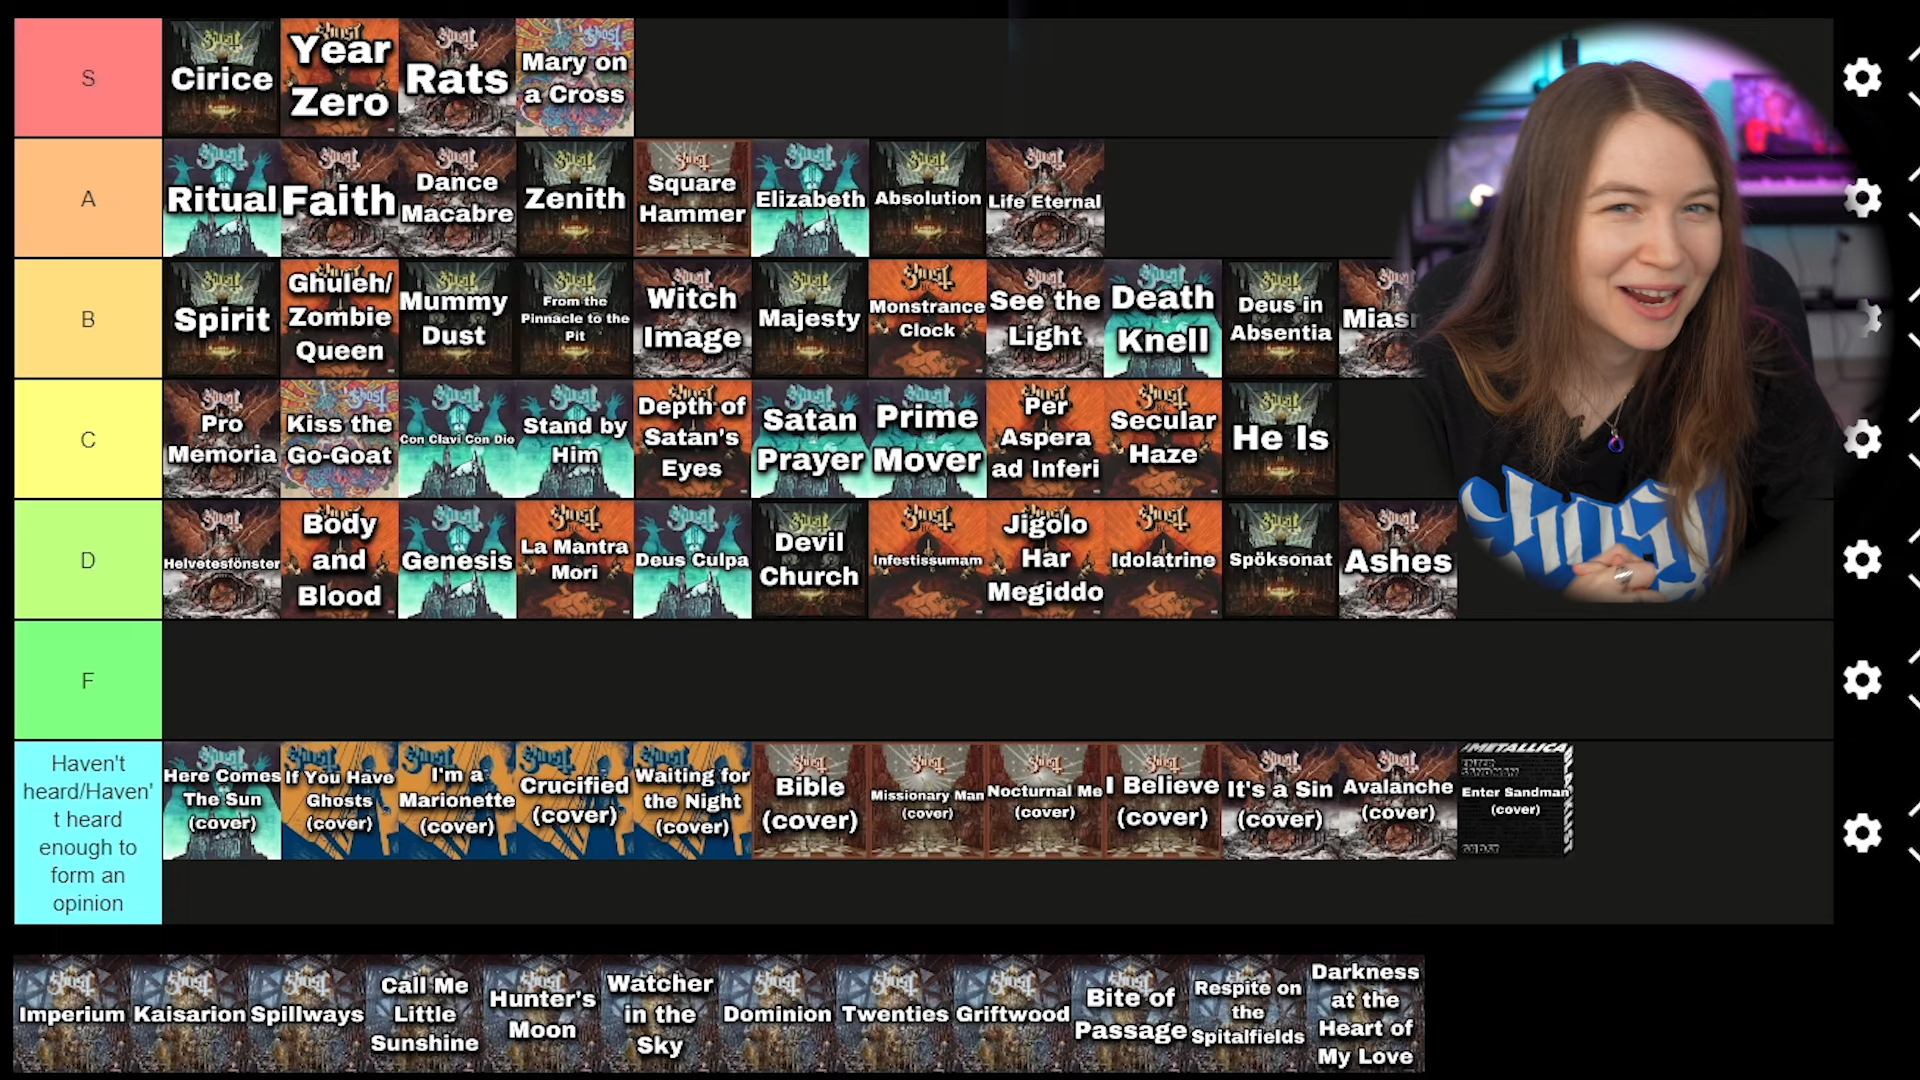 S
Cirice
Year
Zero
Rats
Mary on
a Cross
A
Ritual
Faith
Dance
Macabre
Zenith
Square
Hammer
Elizabeth
Absolution
Life Eternal
B
Spirit
Ghuleh/
Zombie
Queen
Mummy
Dust
From the
Pinnacle to the
Pit
Witch
Image
Majesty
Monstrance
Clock
See the
Light
Death
Knell
Deus in
Absentia
C
Pro
Memoria
Kiss the
Go-Goat
Con Clavi Con Dio
Stand by
Him
Depth of
Satan's
Eyes
Satan
Prayer
Prime
Mover
Per
Aspera
ad Inferi
Secular
Haze
He Is
Ghost
D
Helvetesfönster
Body
and
Blood
Genesis
La Mantra
Mori
Deus Culpa
Devil
Church
Infestissumam
Jigolo
Har
Megiddo
Idolatrine
Spöksonat
Ashes
F
Haven't
heard/Haven'
t heard
enough to
form an
opinion
Here Comes
The Sun
(cover)
If You Have
Ghosts
(cover)
I'm a
Marionette
(cover)
Crucified
(cover)
Waiting for
the Night
(cover)
Bible
(cover)
Missionary Man
(cover)
Nocturnal Me
(cover)
I Believe
(cover)
It's a Sin
(cover)
Avalanche
(cover)
METALLICA
ENTER
SANDMAN
Enter Sandman
(cover)
GHOST
Imperium
Kaisarion
Spillways
Call Me
Little
Sunshine
Hunter's
Moon
Watcher
in the
Sky
Dominion
Twenties
Griftwood
Bite of
Passage
Respite on
the
Spitalfields
Darkness
at the
Heart of
My Love